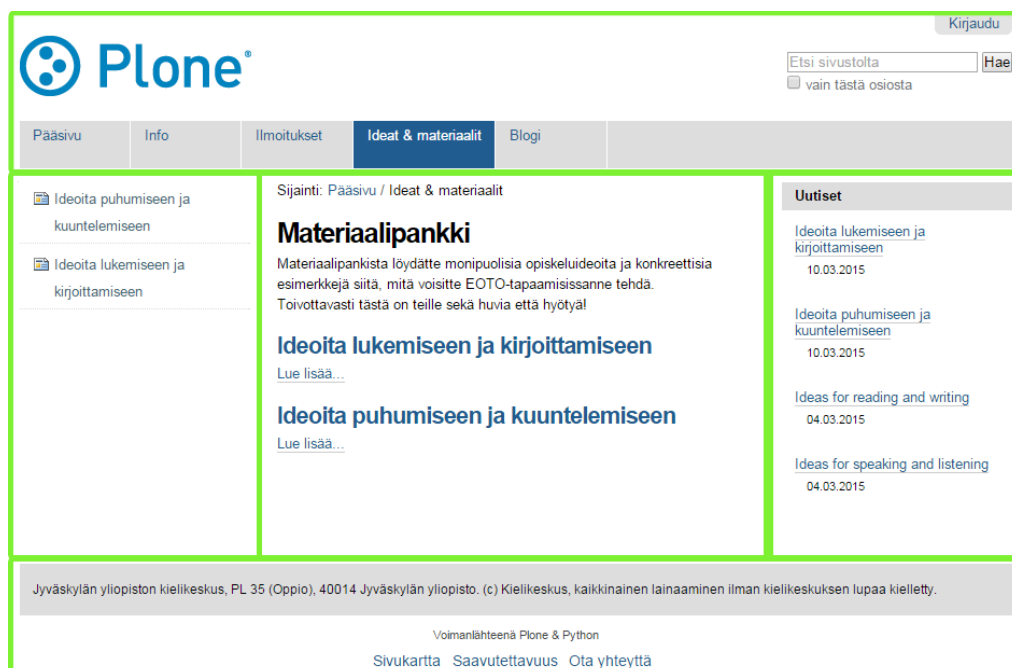 Kirjaudu
Plone®
Etsi sivustolta
Hae
vain tästä osiosta
Pääsivu
Info
Ilmoitukset
Ideat & materiaalit
Blogi
Ideoita puhumiseen ja
kuuntelemiseen
Ideoita lukemiseen ja
kirjoittamiseen
Sijainti: Pääsivu / Ideat & materiaalit
Materiaalipankki
Materiaalipankista löydätte monipuolisia opiskeluideoita ja konkreettisia
esimerkkejä siitä, mitä voisitte EOTO-tapaamisissanne tehdä.
Toivottavasti tästä on teille sekä huvia että hyötyä!
Ideoita lukemiseen ja kirjoittamiseen
Lue lisää...
Ideoita puhumiseen ja kuuntelemiseen
Lue lisää...
Uutiset
Ideoita lukemiseen ja
kirjoittamiseen
10.03.2015
Ideoita puhumiseen ja
kuuntelemiseen
10.03.2015
Ideas for reading and writing
04.03.2015
Ideas for speaking and listening
04.03.2015
Jyväskylän yliopiston kielikeskus, PL 35 (Oppio), 40014 Jyväskylän yliopisto. (c) Kielikeskus, kaikkinainen lainaaminen ilman kielikeskuksen lupaa kielletty.
Voimanlähteenä Plone & Python
Sivukartta Saavutettavuus Ota yhteyttä